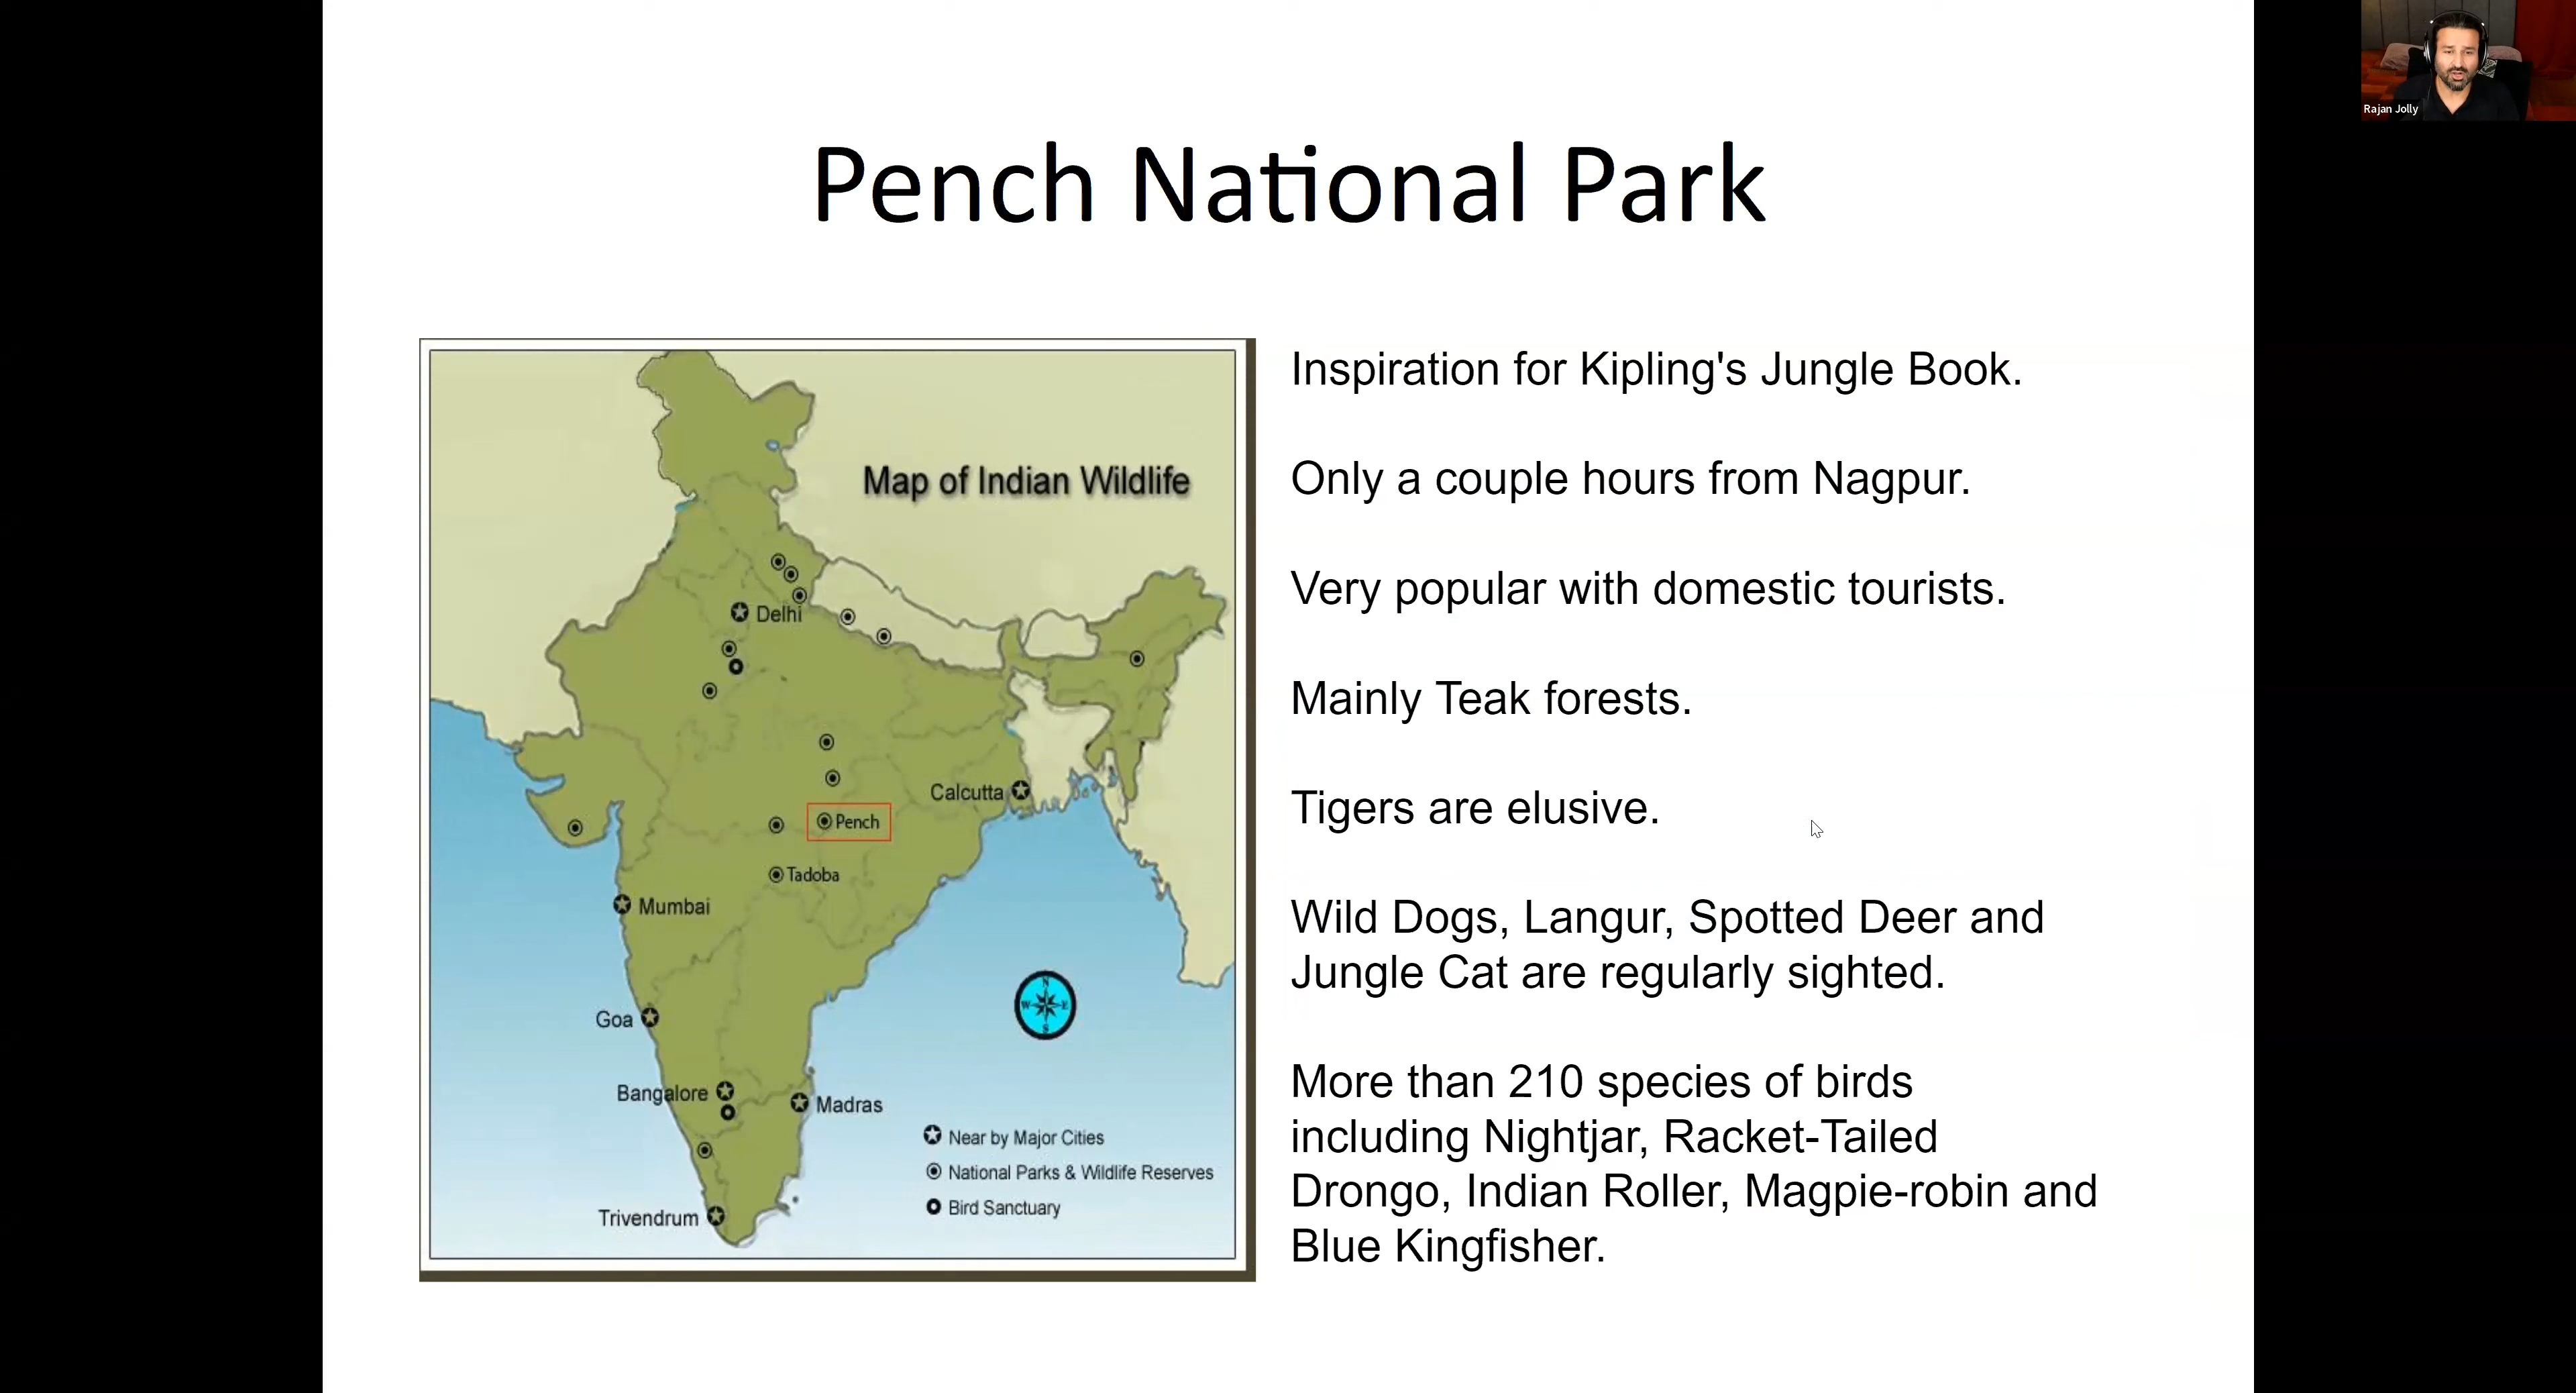 Rajan Jolly
Pench National Park
Map of Indian Wildlife
Delhi
Calcutta
Pench
Tadoba
Mumbai
Goa
Bangalore
Madras
Trivendrum
N
W E
S
Near by Major Cities
National Parks & Wildlife Reserves
Bird Sanctuary
Inspiration for Kipling's Jungle Book.
Only a couple hours from Nagpur.
Very popular with domestic tourists.
Mainly Teak forests.
Tigers are elusive.
Wild Dogs, Langur, Spotted Deer and
Jungle Cat are regularly sighted.
More than 210 species of birds
including Nightjar, Racket-Tailed
Drongo, Indian Roller, Magpie-robin and
Blue Kingfisher.